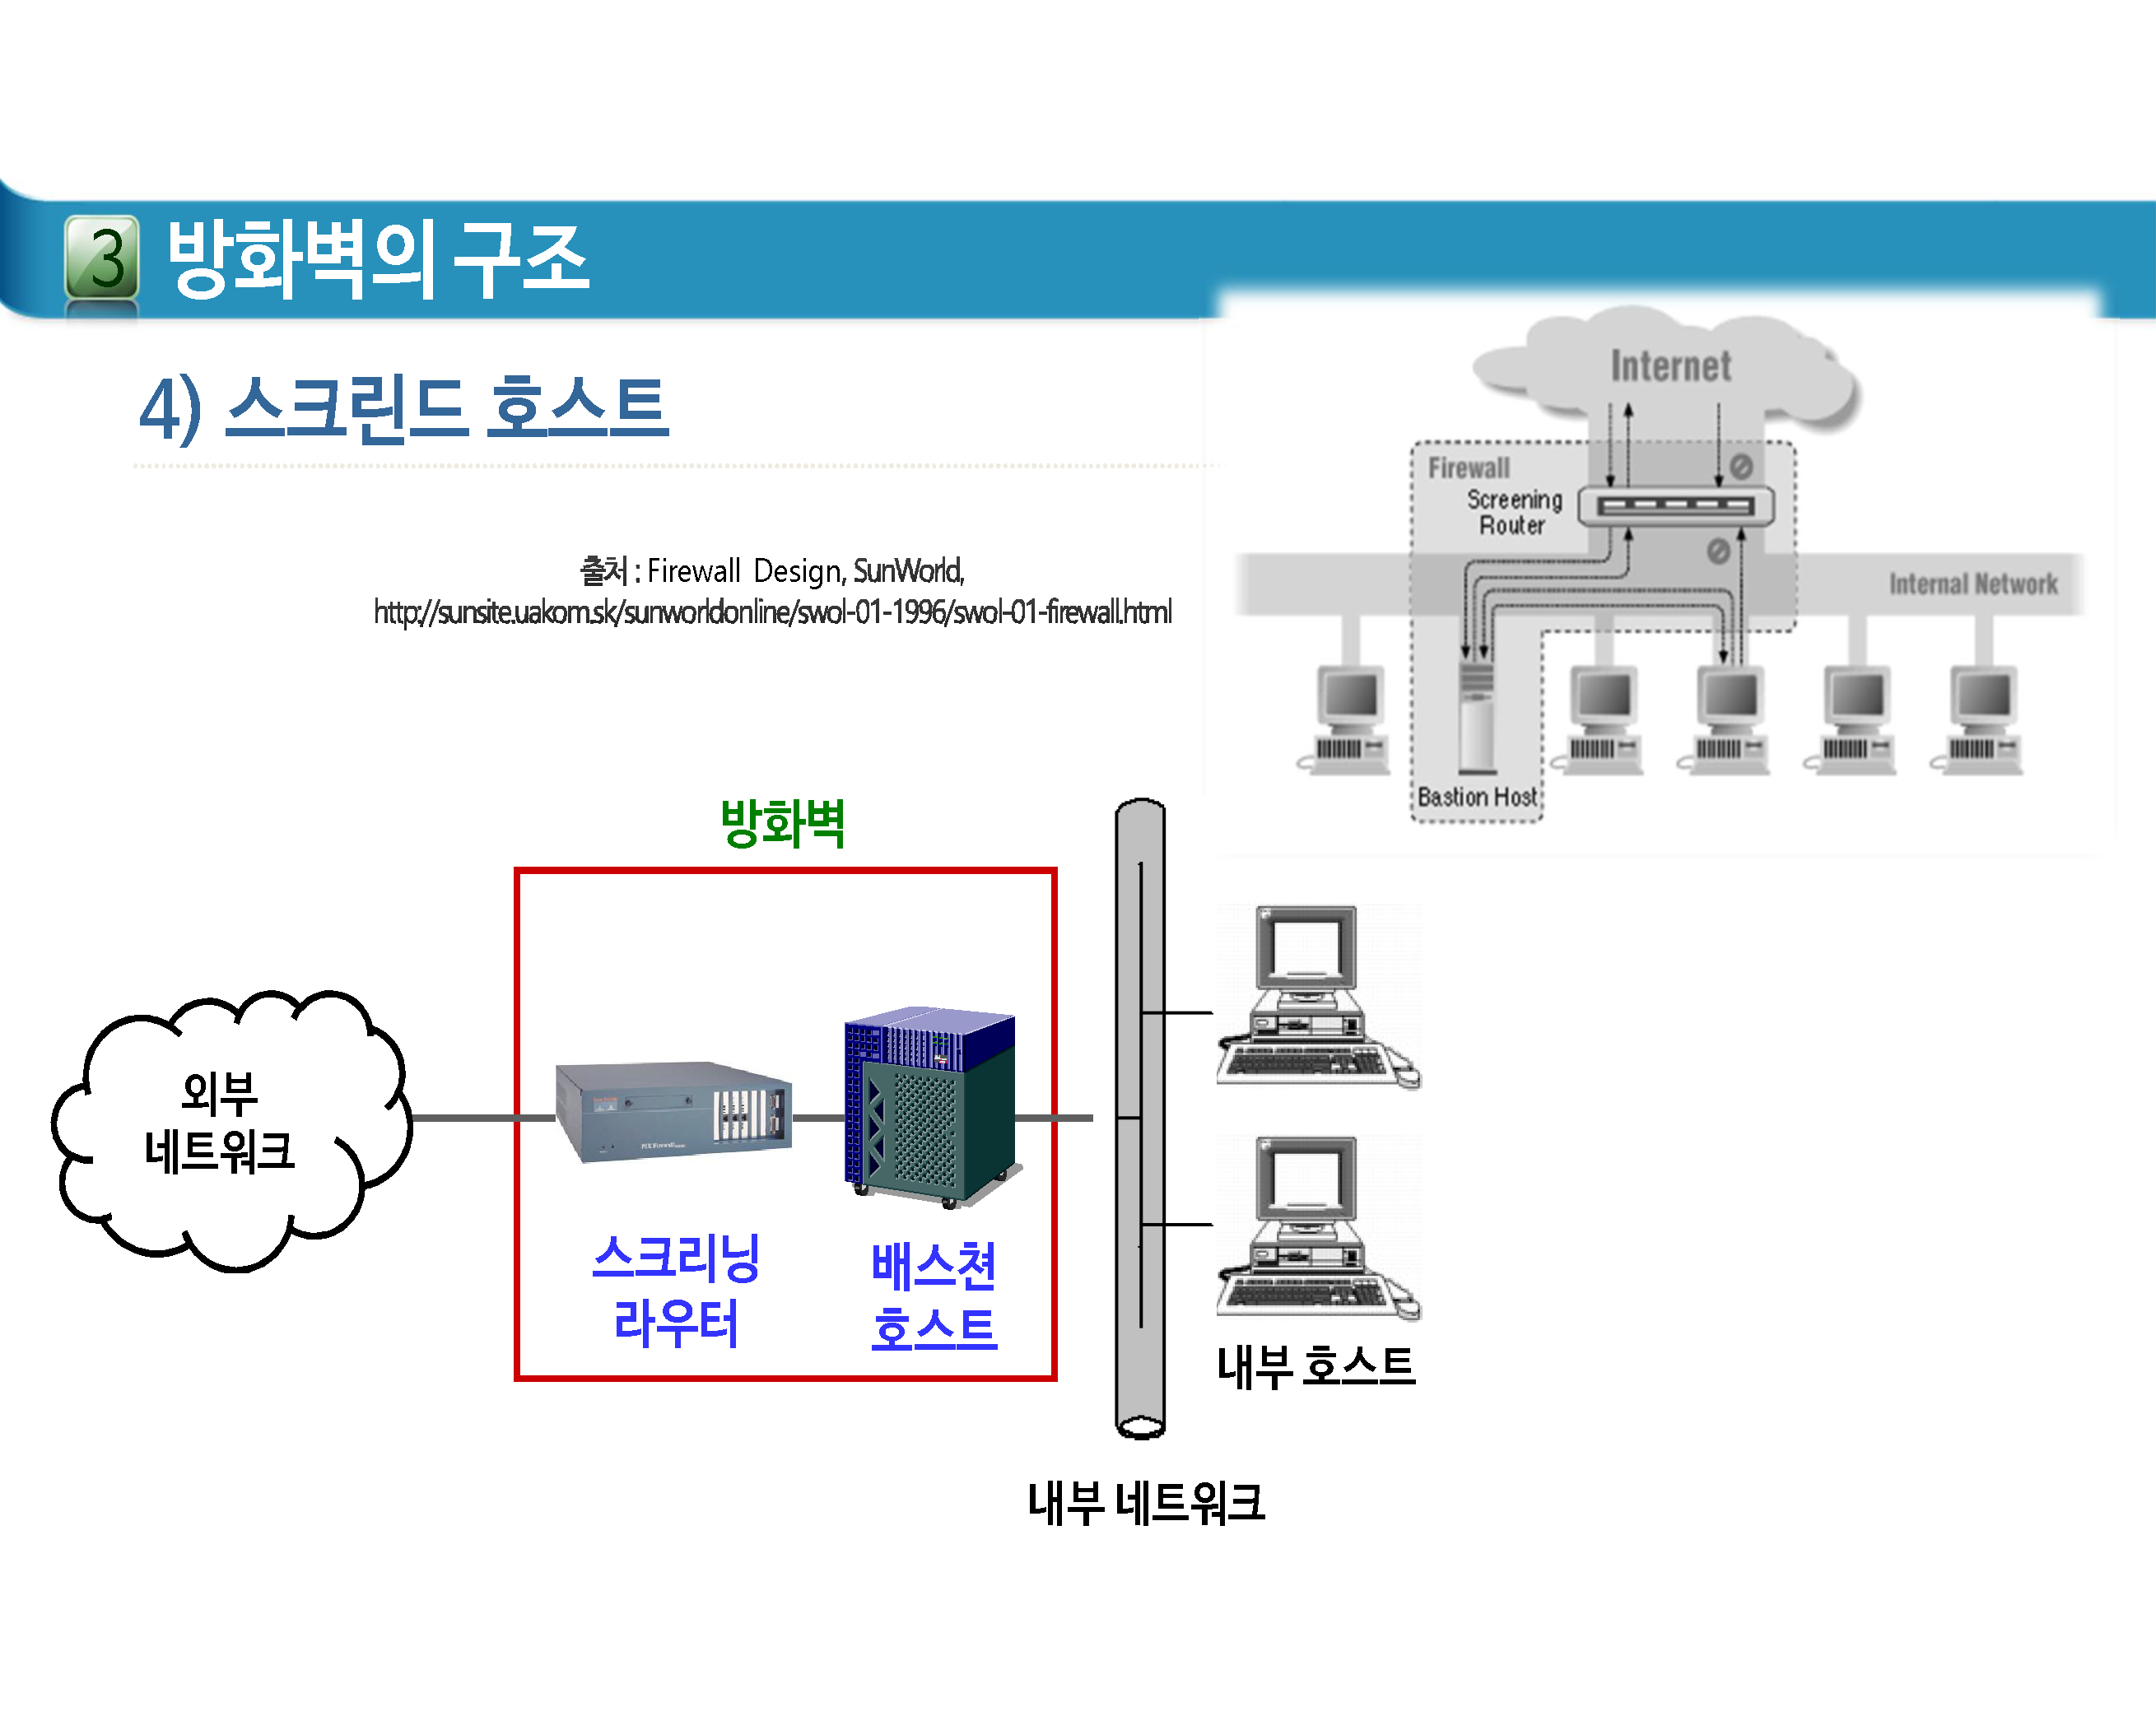 3 방화벽의 구조
4) 스크린드 호스트
출처 : Firewall Design, SunWorld,
http://sunsite.uakom.sk/sunworldonline/swol-01-1996/swol-01-firewall.html
Internet
Firewall
Screening
Router
Internal Network
Bastion Host
방화벽
외부
네트워크
스크리닝
라우터
배스쳔
호스트
내부 호스트
내부 네트워크